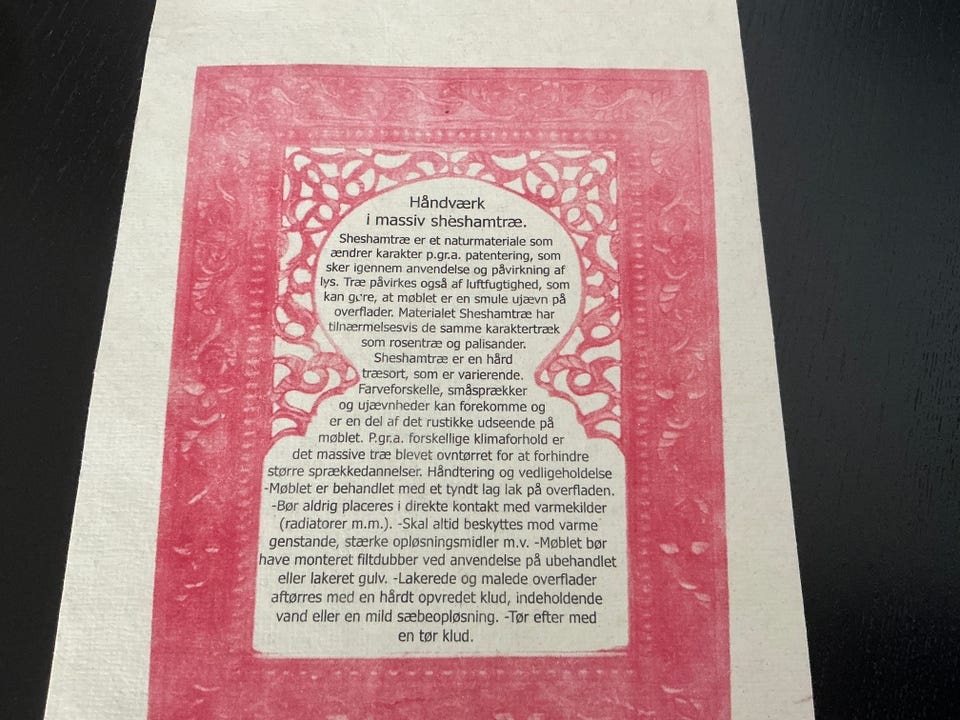 Håndværk
i massiv sheshamtræ.
Sheshamtræ er et naturmateriale som
ændrer karakter p.gr.a. patentering, som
sker igennem anvendelse og påvirkning af
lys. Træ påvirkes også af luftfugtighed, som
kan gøre, at møblet er en smule ujævn på
overflader. Materialet Sheshamtræ har
tilnærmelsesvis de samme karaktertræk
som rosentræ og palisander.
Sheshamtræ er en hård
træsort, som er varierende.
Farveforskelle, småsprækker
og ujævnheder kan forekomme og
er en del af det rustikke udseende på
møblet. P.gr.a. forskellige klimaforhold er
det massive træ blevet ovntørret for at forhindre
større sprækkedannelser. Håndtering og vedligeholdelse
-Møblet er behandlet med et tyndt lag lak på overfladen.
-Bør aldrig placeres i direkte kontakt med varmekilder
(radiatorer m.m.). -Skal altid beskyttes mod varme
genstande, stærke opløsningsmidler m.v. -Møblet bør
have monteret filtdubber ved anvendelse på ubehandlet
eller lakeret gulv. -Lakerede og malede overflader
aftørres med en hårdt opvredet klud, indeholdende
vand eller en mild sæbeopløsning. -Tør efter med
en tør klud.